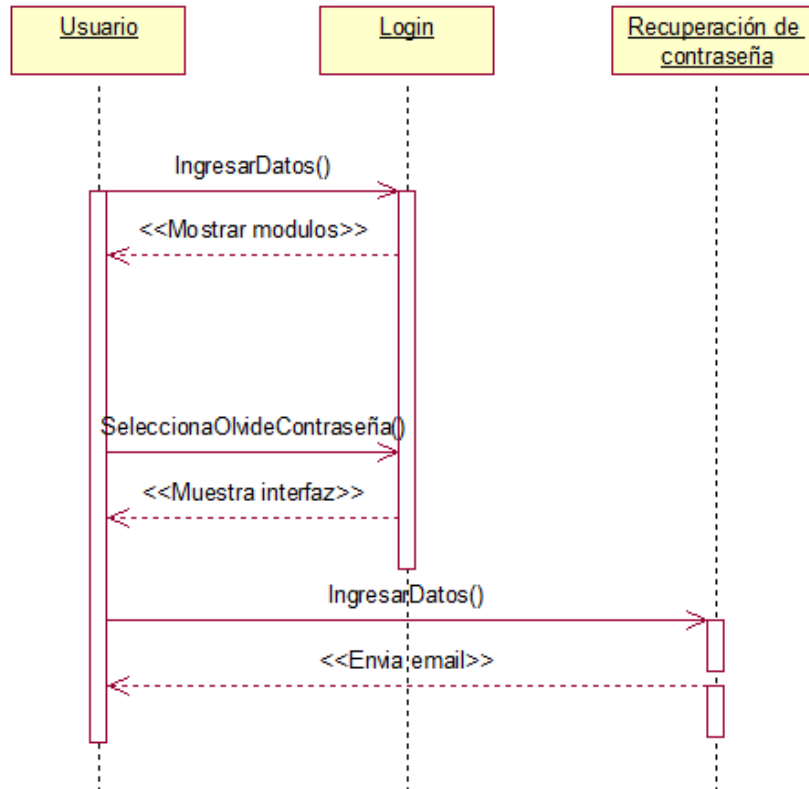 Usuario
Login
Recuperación de
contraseña
IngresarDatos()
<<Mostrar modulos>>
SeleccionaOlvideContraseña()
<<Muestra interfaz>>
IngresarDatos()
<<Envia email>>